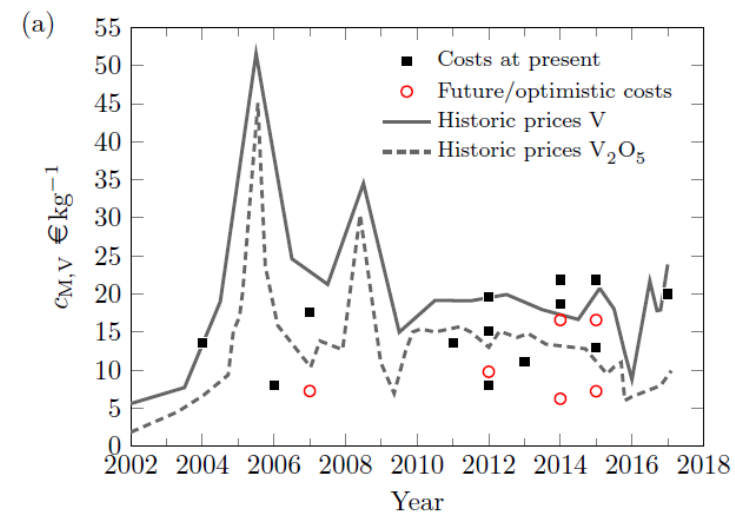 (a)
55
50
45
40
35
30
25
20
15
10
5
0
c_M,V €kg⁻¹
Costs at present
Future/optimistic costs
Historic prices V
Historic prices V₂O₅
2002 2004 2006 2008 2010 2012 2014 2016 2018
Year